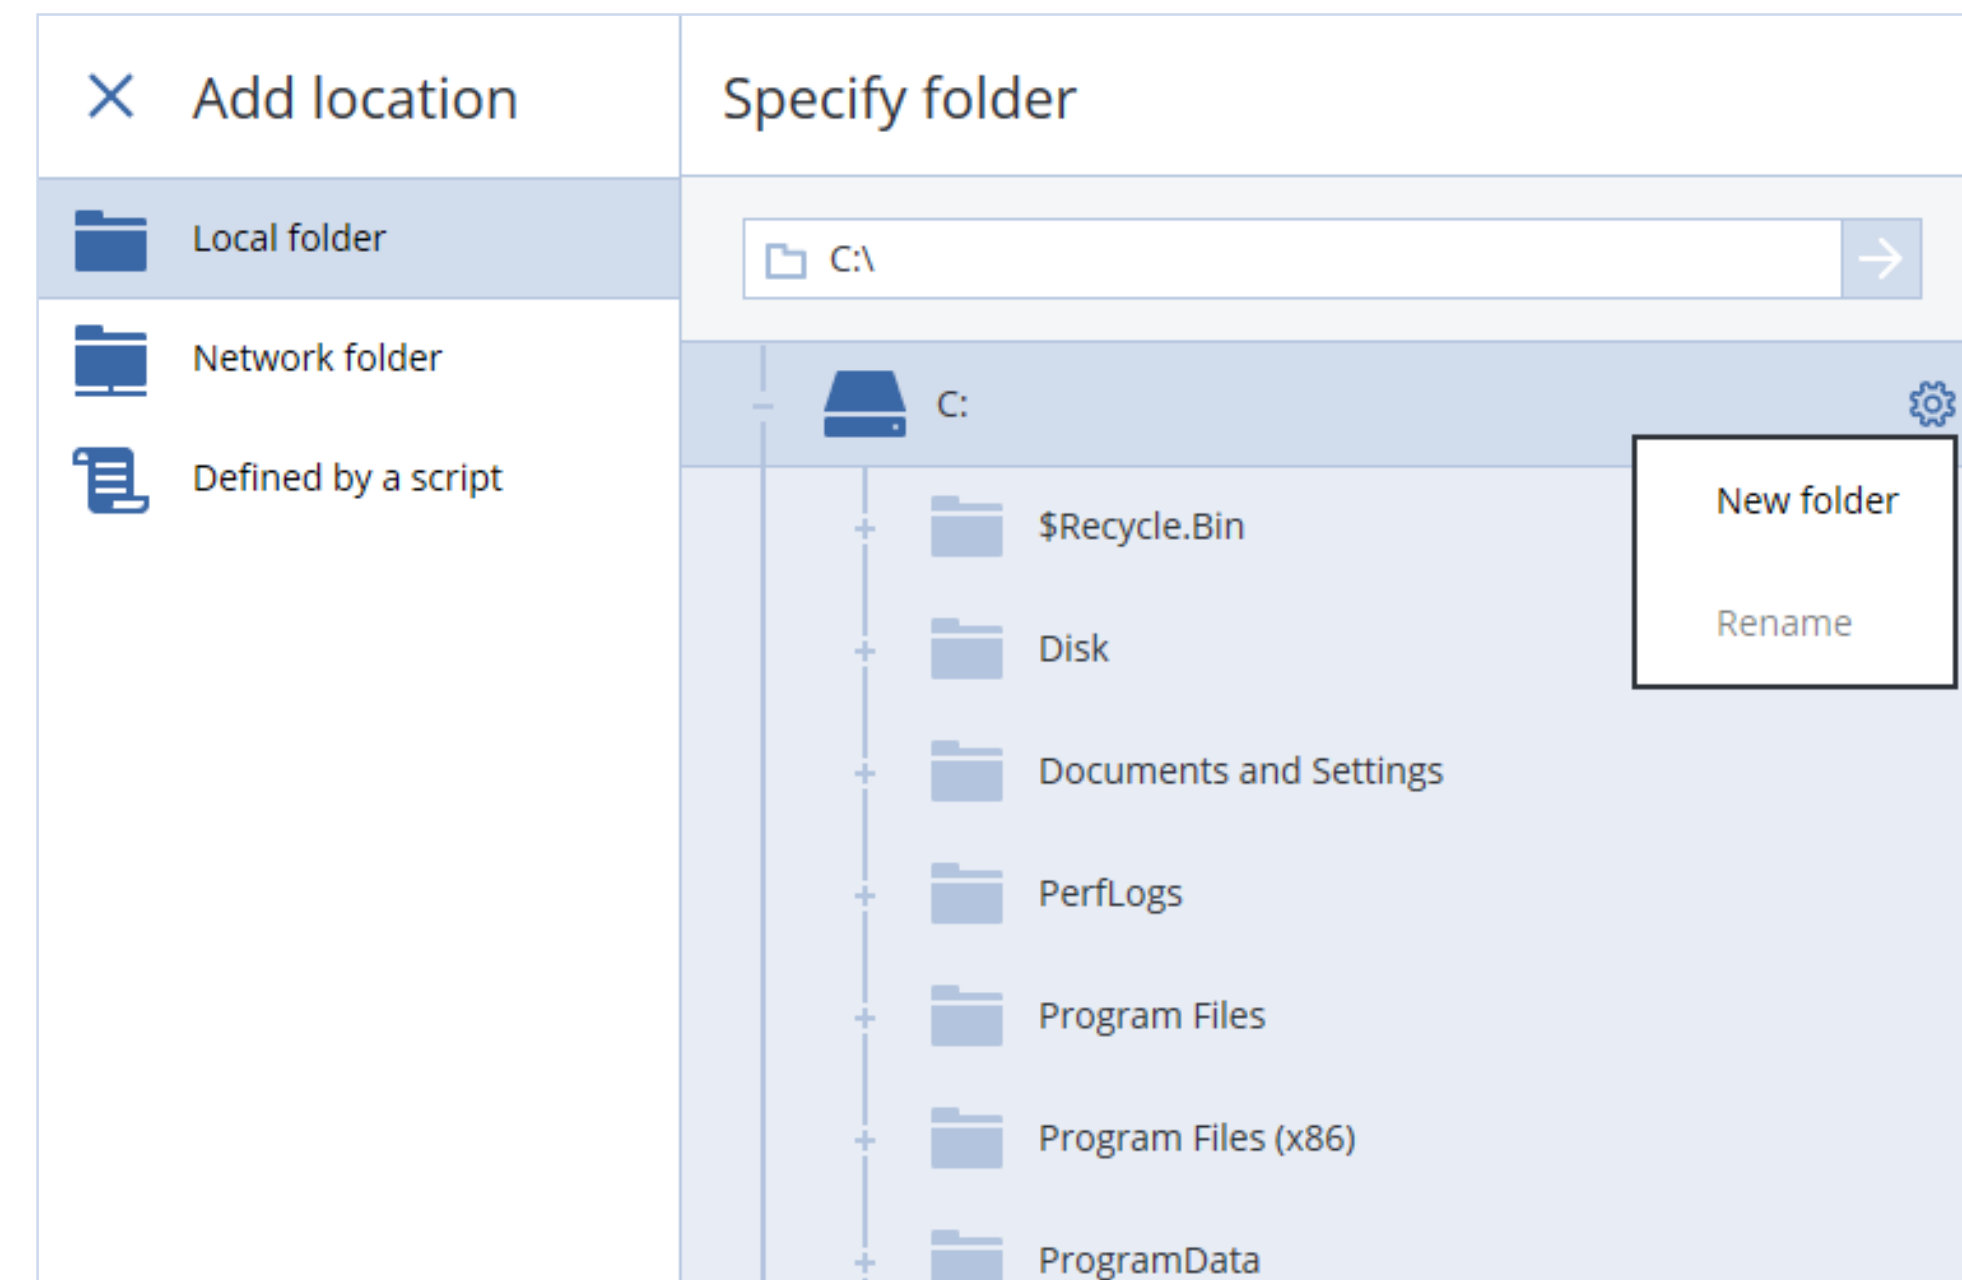 Add location
Local folder
Network folder
Defined by a script
Specify folder
C:\
C:
New folder
Rename
$Recycle.Bin
Disk
Documents and Settings
PerfLogs
Program Files
Program Files (x86)
ProgramData